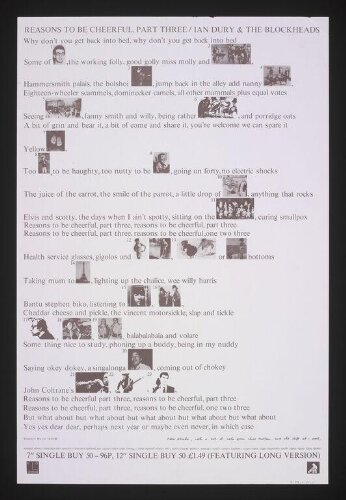 REASONS TO BE CHEERFUL, PART THREE / IAN DURY & THE BLOCKHEADS
Why don't you get back into bed, why don't you get back into bed
Some of , the working folly, good golly miss molly and
Hammersmith palais, the bolshoi , jump back in the alley add nanny
Eighteen-wheeler scammels, domineeker camels, all other mammals plus equal votes
Seeing , fanny smith and willy, being rather , and porridge oats
A bit of grin and bear it, a bit of come and share it, you're welcome we can spare it
Yellow
Too , to be haughty, too nutty to be , going on forty, no electric shocks
The juice of the carrot, the smile of the parrot, a little drop of , anything that rocks
Elvis and scotty, the days when I ain't spotty, sitting on the , curing smallpox
Reasons to be cheerful, part three, reasons to be cheerful, part three
Reasons to be cheerful, part three, reasons to be cheerful, one two three
Health service glasses, gigolos und or bottoms
Taking mum to , lighting up the chalice, wee willy harris
Bantu stephen biko, listening to
Cheddar cheese and pickle, the vincent motorsickle, slap and tickle
, balabalabala and volare
Some thing nice to study, phoning up a buddy, being in my nuddy
Saying okey dokey, a singalonga , coming out of chokey
John Coltrane's
Reasons to be cheerful, part three, reasons to be cheerful, part three
Reasons to be cheerful, part three, reasons to be cheerful, one two three
But what about but what about but what about but what about but what about
Yes yes dear dear, perhaps next year or maybe even never, in which case
7" SINGLE BUY 50 – 96P, 12" SINGLE BUY 50 £1.49 (FEATURING LONG VERSION)